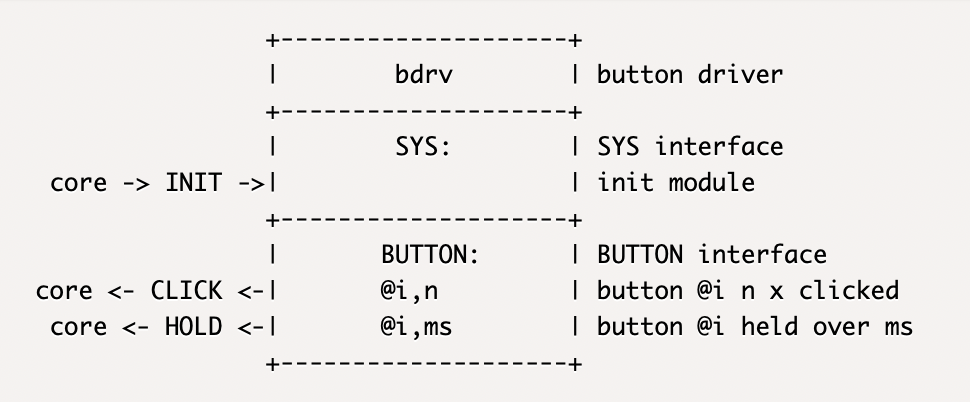 +--------------------+
                |        bdrv        | button driver
                +--------------------+
                |        SYS:        | SYS interface
 core -> INIT ->|                    | init module
                +--------------------+
                |       BUTTON:      | BUTTON interface
core <- CLICK <-|       @i,n         | button @i n x clicked
 core <- HOLD <-|       @i,ms        | button @i held over ms
                +--------------------+